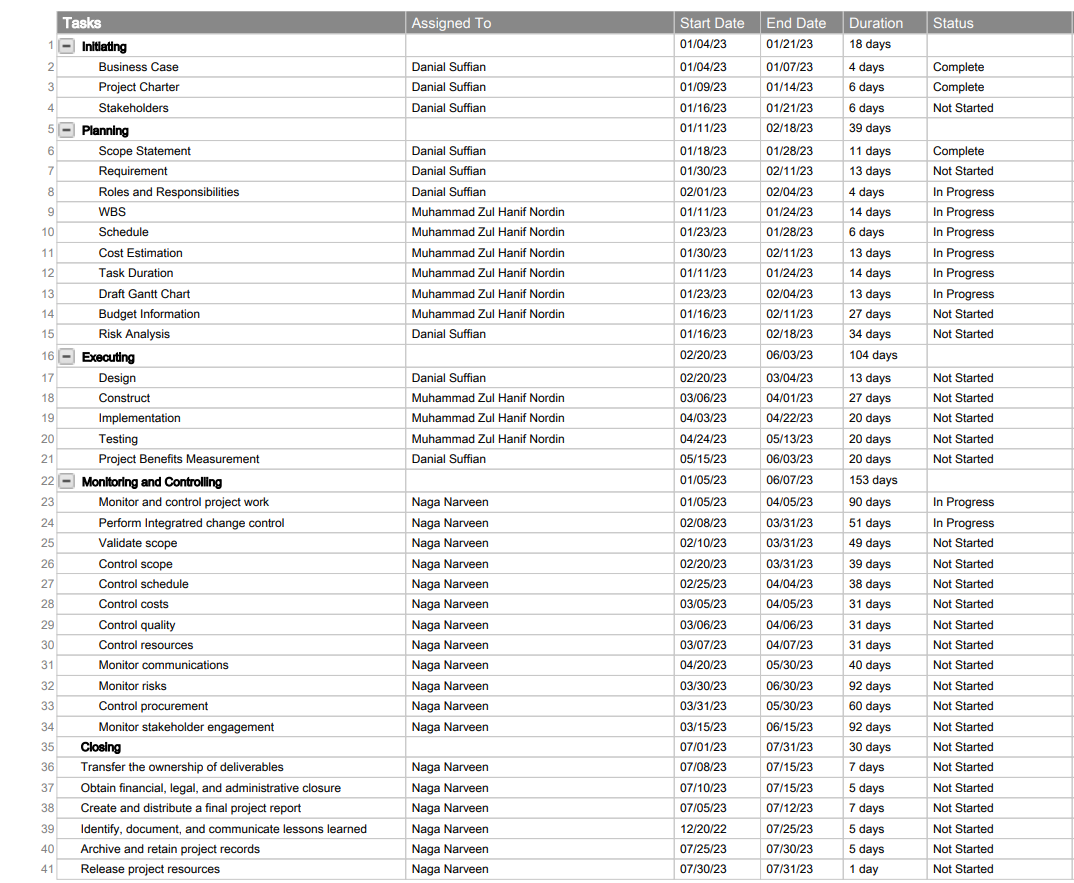 Tasks Assigned To Start Date End Date Duration Status
1 Initiating 01/04/23 01/21/23 18 days
2 Business Case Danial Suffian 01/04/23 01/07/23 4 days Complete
3 Project Charter Danial Suffian 01/09/23 01/14/23 6 days Complete
4 Stakeholders Danial Suffian 01/16/23 01/21/23 6 days Not Started
5 Planning 01/11/23 02/18/23 39 days
6 Scope Statement Danial Suffian 01/18/23 01/28/23 11 days Complete
7 Requirement Danial Suffian 01/30/23 02/11/23 13 days Not Started
8 Roles and Responsibilities Danial Suffian 02/01/23 02/04/23 4 days In Progress
9 WBS Muhammad Zul Hanif Nordin 01/11/23 01/24/23 14 days In Progress
10 Schedule Muhammad Zul Hanif Nordin 01/23/23 01/28/23 6 days In Progress
11 Cost Estimation Muhammad Zul Hanif Nordin 01/30/23 02/11/23 13 days In Progress
12 Task Duration Muhammad Zul Hanif Nordin 01/11/23 01/24/23 14 days In Progress
13 Draft Gantt Chart Muhammad Zul Hanif Nordin 01/23/23 02/04/23 13 days In Progress
14 Budget Information Muhammad Zul Hanif Nordin 01/16/23 02/11/23 27 days Not Started
15 Risk Analysis Danial Suffian 01/16/23 02/18/23 34 days Not Started
16 Executing 02/20/23 06/03/23 104 days
17 Design Danial Suffian 02/20/23 03/04/23 13 days Not Started
18 Construct Muhammad Zul Hanif Nordin 03/06/23 04/01/23 27 days Not Started
19 Implementation Muhammad Zul Hanif Nordin 04/03/23 04/22/23 20 days Not Started
20 Testing Muhammad Zul Hanif Nordin 04/24/23 05/13/23 20 days Not Started
21 Project Benefits Measurement Danial Suffian 05/15/23 06/03/23 20 days Not Started
22 Monitoring and Controlling 01/05/23 06/07/23 153 days
23 Monitor and control project work Naga Narveen 01/05/23 04/05/23 90 days In Progress
24 Perform Integratred change control Naga Narveen 02/08/23 03/31/23 51 days In Progress
25 Validate scope Naga Narveen 02/10/23 03/31/23 49 days Not Started
26 Control scope Naga Narveen 02/20/23 03/31/23 39 days Not Started
27 Control schedule Naga Narveen 02/25/23 04/04/23 38 days Not Started
28 Control costs Naga Narveen 03/05/23 04/05/23 31 days Not Started
29 Control quality Naga Narveen 03/06/23 04/06/23 31 days Not Started
30 Control resources Naga Narveen 03/07/23 04/07/23 31 days Not Started
31 Monitor communications Naga Narveen 04/20/23 05/30/23 40 days Not Started
32 Monitor risks Naga Narveen 03/30/23 06/30/23 92 days Not Started
33 Control procurement Naga Narveen 03/31/23 05/30/23 60 days Not Started
34 Monitor stakeholder engagement Naga Narveen 03/15/23 06/15/23 92 days Not Started
35 Closing 07/01/23 07/31/23 30 days Not Started
36 Transfer the ownership of deliverables Naga Narveen 07/08/23 07/15/23 7 days Not Started
37 Obtain financial, legal, and administrative closure Naga Narveen 07/10/23 07/15/23 5 days Not Started
38 Create and distribute a final project report Naga Narveen 07/05/23 07/12/23 7 days Not Started
39 Identify, document, and communicate lessons learned Naga Narveen 12/20/22 07/25/23 5 days Not Started
40 Archive and retain project records Naga Narveen 07/25/23 07/30/23 5 days Not Started
41 Release project resources Naga Narveen 07/30/23 07/31/23 1 day Not Started